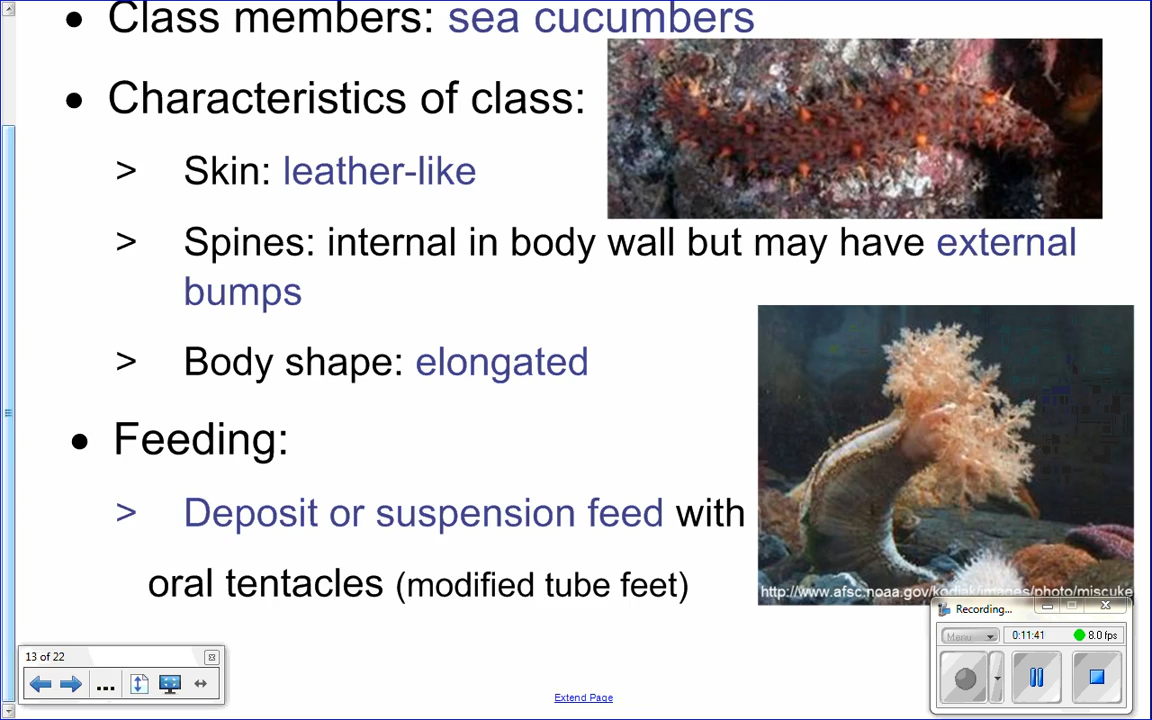 • Class members: sea cucumbers
• Characteristics of class:
> Skin: leather-like
> Spines: internal in body wall but may have external
bumps
> Body shape: elongated
• Feeding:
> Deposit or suspension feed with
oral tentacles (modified tube feet)
http://www.afsc.noaa.gov/kodiak/images/photo/miscuke
Recording...
Menu
0:11:41
8.0 fps
13 of 22
...
Extend Page